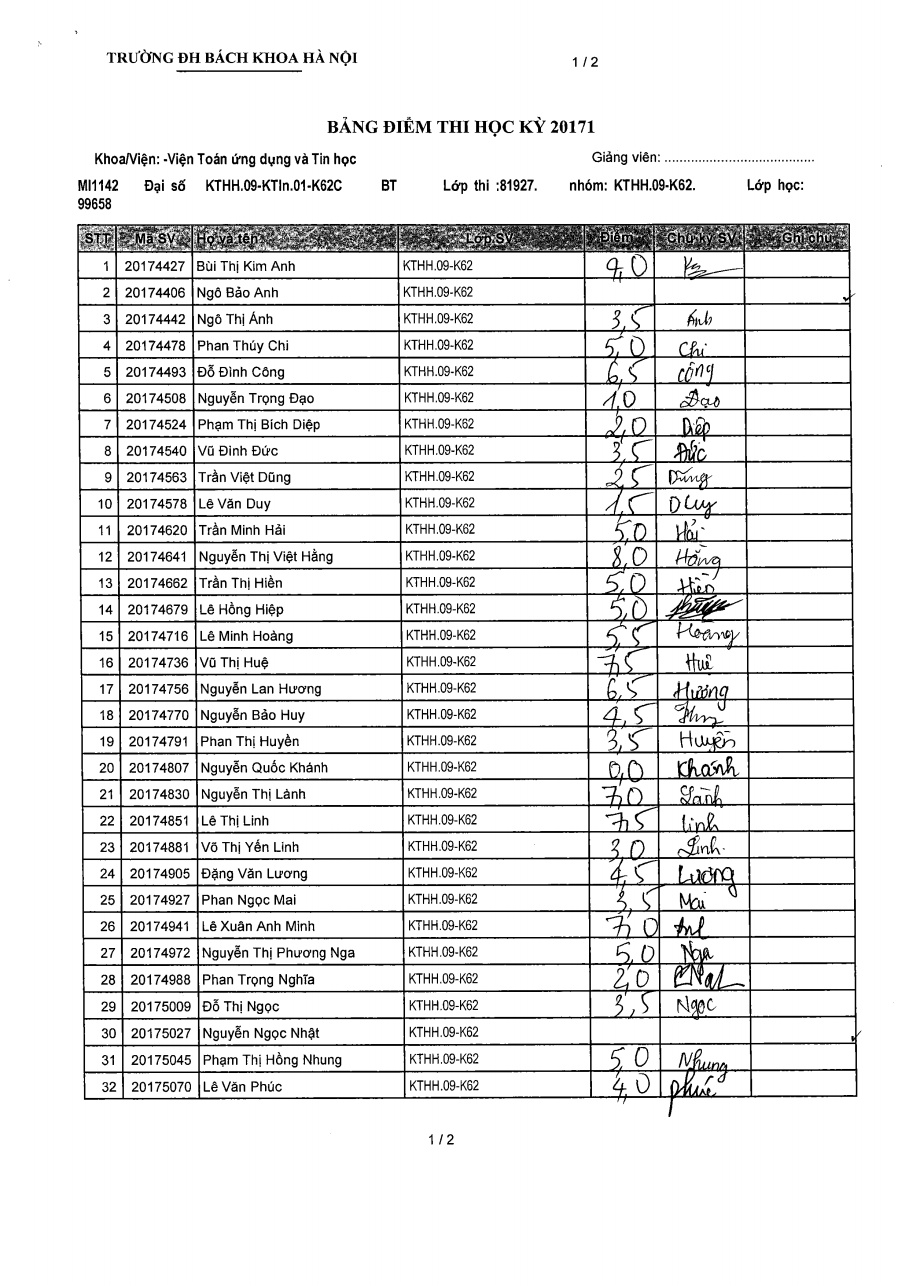 TRƯỜNG ĐH BÁCH KHOA HÀ NỘI
1 / 2
BẢNG ĐIỂM THI HỌC KỲ 20171
Khoa/Viện: -Viện Toán ứng dụng và Tin học Giảng viên: ........................................
MI1142 Đại số KTHH.09-KTIn.01-K62C BT Lớp thi :81927. nhóm: KTHH.09-K62. Lớp học:
99658
STT Mã SV Họ và tên Lớp SV Điểm Chữ ký SV Ghi chú
1 20174427 Bùi Thị Kim Anh KTHH.09-K62 9,0
2 20174406 Ngô Bảo Anh KTHH.09-K62
3 20174442 Ngô Thị Ánh KTHH.09-K62 3,5 Ánh
4 20174478 Phan Thúy Chi KTHH.09-K62 5,0 Chi
5 20174493 Đỗ Đình Công KTHH.09-K62 6,5 Công
6 20174508 Nguyễn Trọng Đạo KTHH.09-K62 1,0 Đạo
7 20174524 Phạm Thị Bích Diệp KTHH.09-K62 2,0 Diệp
8 20174540 Vũ Đình Đức KTHH.09-K62 3,5 Đức
9 20174563 Trần Việt Dũng KTHH.09-K62 2,5 Dũng
10 20174578 Lê Văn Duy KTHH.09-K62 1,5 Duy
11 20174620 Trần Minh Hải KTHH.09-K62 5,0 Hải
12 20174641 Nguyễn Thị Việt Hằng KTHH.09-K62 8,0 Hằng
13 20174662 Trần Thị Hiền KTHH.09-K62 5,0 Hiền
14 20174679 Lê Hồng Hiệp KTHH.09-K62 5,0
15 20174716 Lê Minh Hoàng KTHH.09-K62 5,5 Hoàng
16 20174736 Vũ Thị Huệ KTHH.09-K62 7,5 Huệ
17 20174756 Nguyễn Lan Hương KTHH.09-K62 6,5 Hương
18 20174770 Nguyễn Bảo Huy KTHH.09-K62 4,5
19 20174791 Phan Thị Huyền KTHH.09-K62 3,5 Huyền
20 20174807 Nguyễn Quốc Khánh KTHH.09-K62 0,0 Khánh
21 20174830 Nguyễn Thị Lành KTHH.09-K62 7,0 Lành
22 20174851 Lê Thị Linh KTHH.09-K62 7,5 Linh
23 20174881 Võ Thị Yến Linh KTHH.09-K62 3,0 Linh
24 20174905 Đặng Văn Lương KTHH.09-K62 4,5 Lương
25 20174927 Phan Ngọc Mai KTHH.09-K62 3,5 Mai
26 20174941 Lê Xuân Anh Minh KTHH.09-K62 7,0
27 20174972 Nguyễn Thị Phương Nga KTHH.09-K62 5,0 Nga
28 20174988 Phan Trọng Nghĩa KTHH.09-K62 2,0
29 20175009 Đỗ Thị Ngọc KTHH.09-K62 3,5 Ngọc
30 20175027 Nguyễn Ngọc Nhật KTHH.09-K62
31 20175045 Phạm Thị Hồng Nhung KTHH.09-K62 5,0 Nhung
32 20175070 Lê Văn Phúc KTHH.09-K62 4,0 Phúc
1 / 2